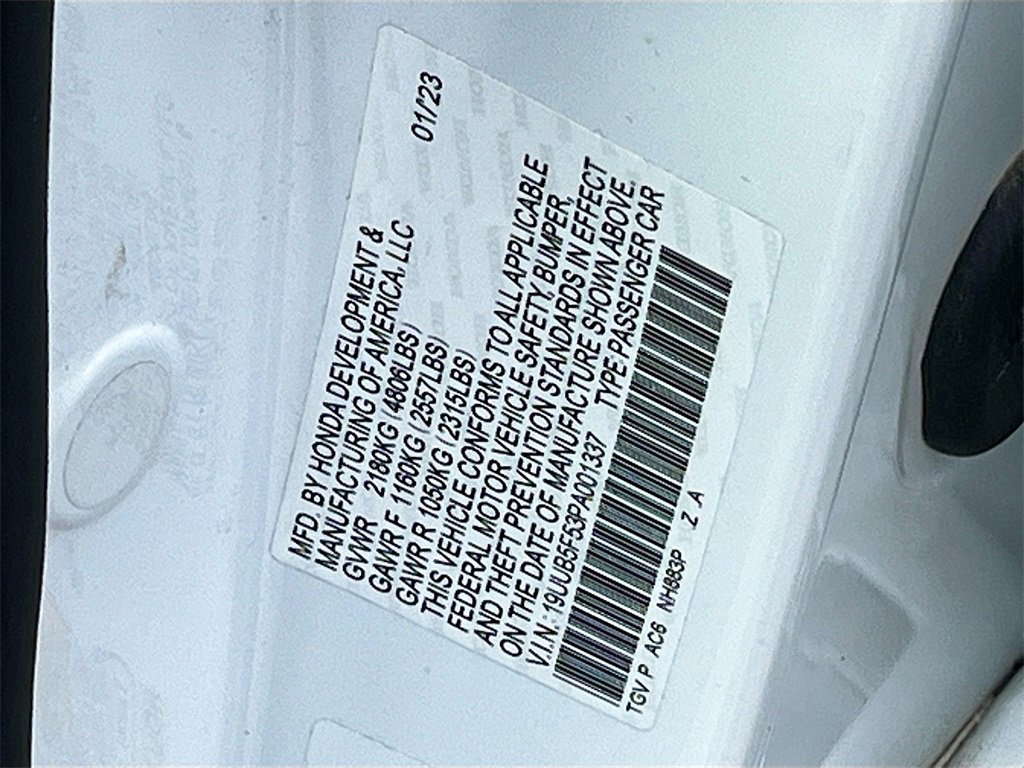 01/'23
MFD. BY HONDA DEVELOPMENT &
MANUFACTURING OF AMERICA, LLC
GVWR 2180KG (4806LBS)
GAWR F 1160KG (2557LBS)
GAWR R 1050KG (2315LBS)
THIS VEHICLE CONFORMS TO ALL APPLICABLE
FEDERAL MOTOR VEHICLE SAFETY, BUMPER,
AND THEFT PREVENTION STANDARDS IN EFFECT
ON THE DATE OF MANUFACTURE SHOWN ABOVE.
V.I.N.: 19UUB5F53PA001337 TYPE PASSENGER CAR
TGV P AC6 NH883P Z A